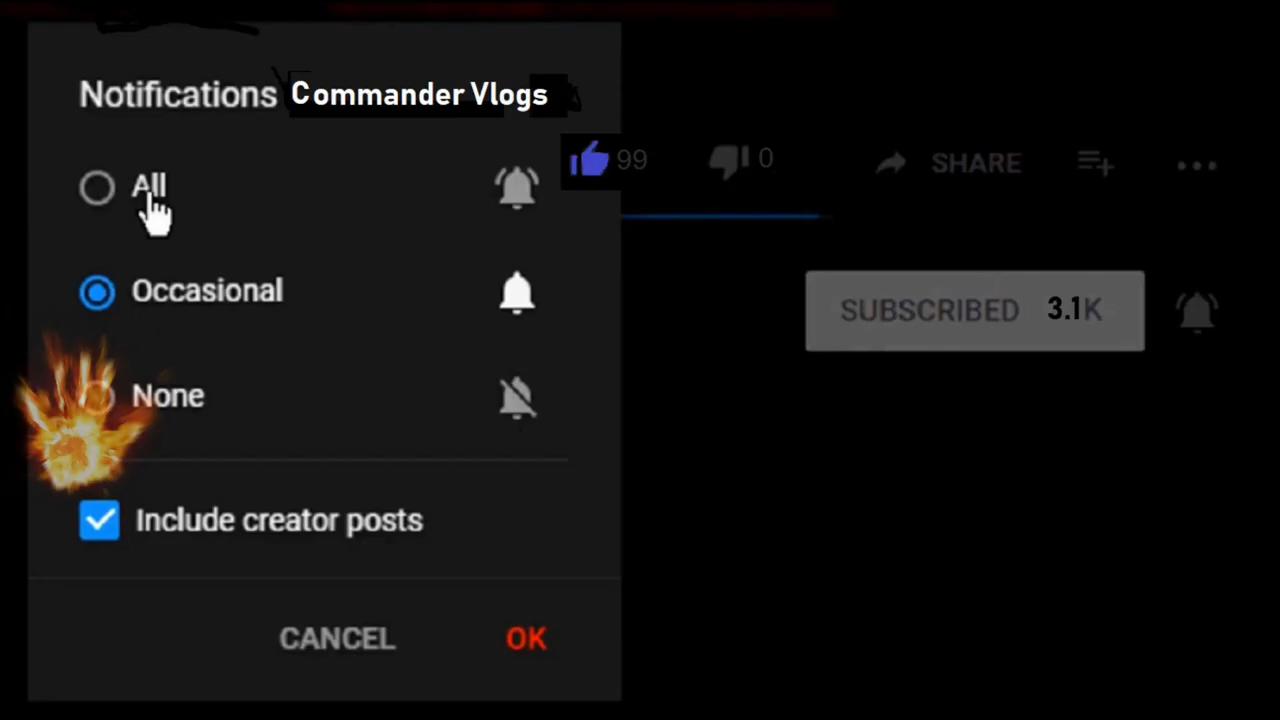 Notifications Commander Vlogs
All
Occasional
None
Include creator posts
CANCEL OK
99 0 SHARE
SUBSCRIBED 3.1K